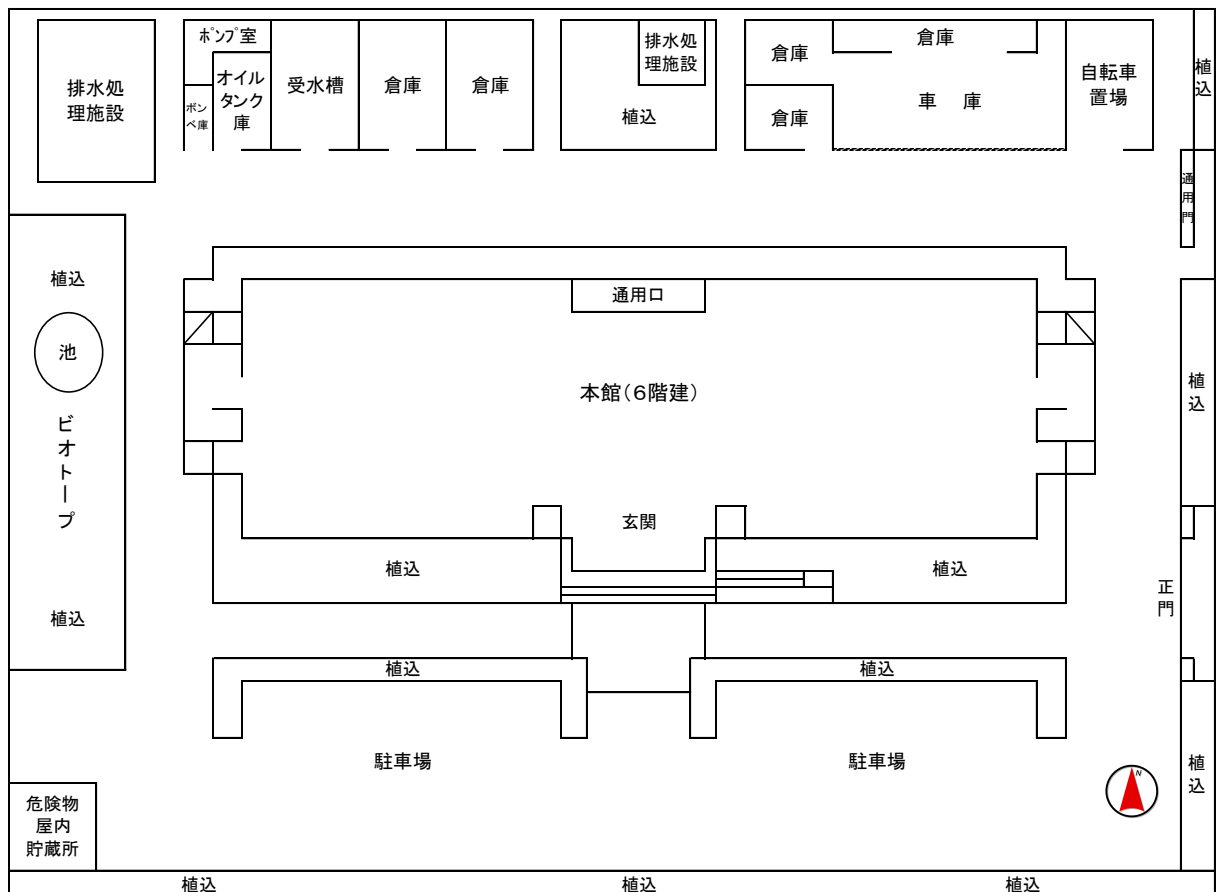 ポンプ室
排水処
理施設
オイル
タンク
庫
ボン
ベ庫
受水槽
倉庫
倉庫
排水処
理施設
植込
倉庫
倉庫
倉庫
車 庫
自転車
置場
植
込
通
用
門
植込
池
ビ
オ
ト
ー
プ
植込
通用口
本館(6階建)
玄関
植込
植込
植
込
正
門
植込
植込
駐車場
駐車場
植
込
N
危険物
屋内
貯蔵所
植込
植込
植込